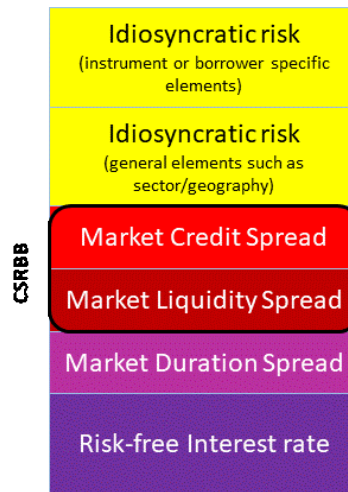 Idiosyncratic risk
(instrument or borrower specific
elements)
Idiosyncratic risk
(general elements such as
sector/geography)
CSRBB
Market Credit Spread
Market Liquidity Spread
Market Duration Spread
Risk-free Interest rate